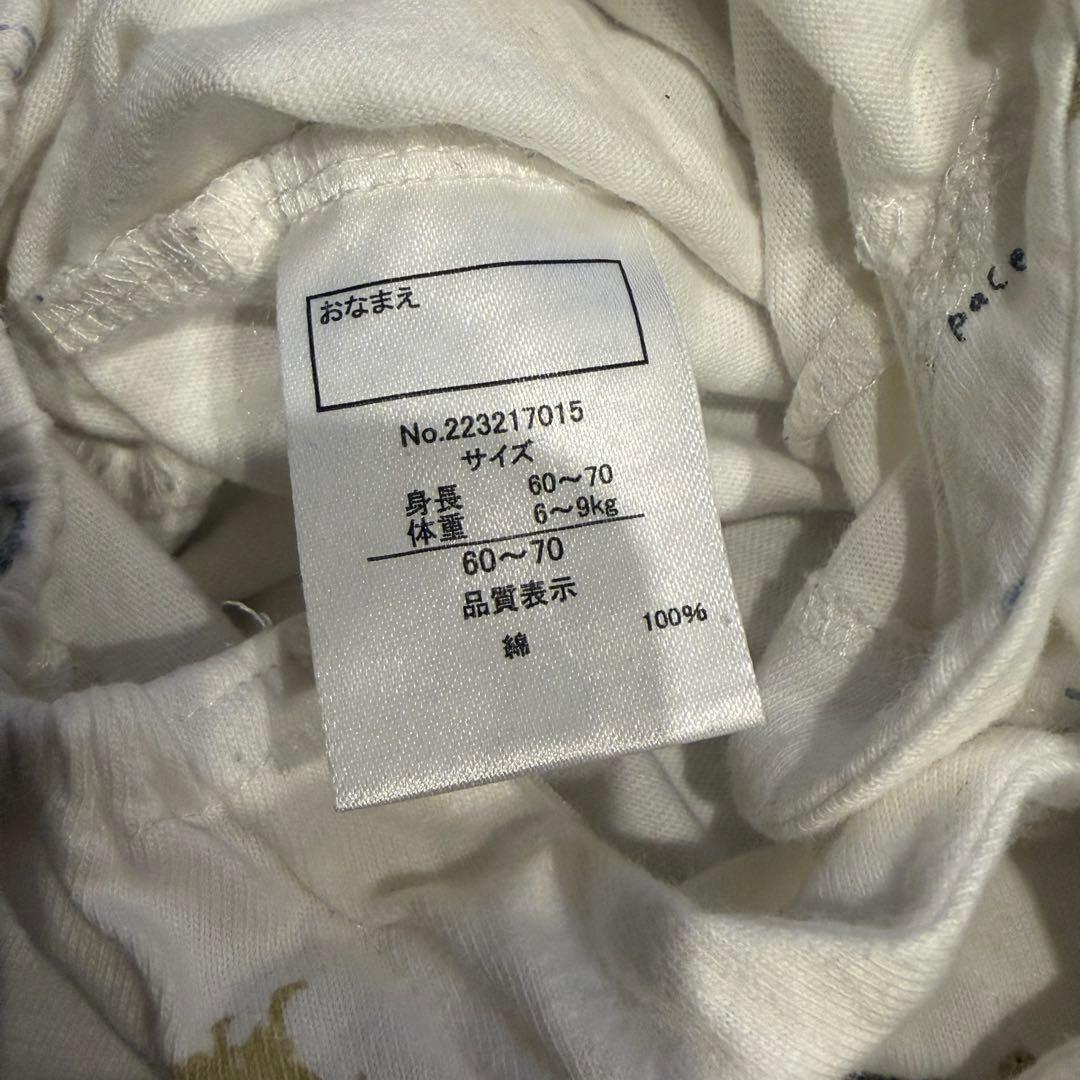 おなまえ
No.223217015
サイズ
身長 60～70
体重 6～9kg
60～70
品質表示
綿 100%
pace